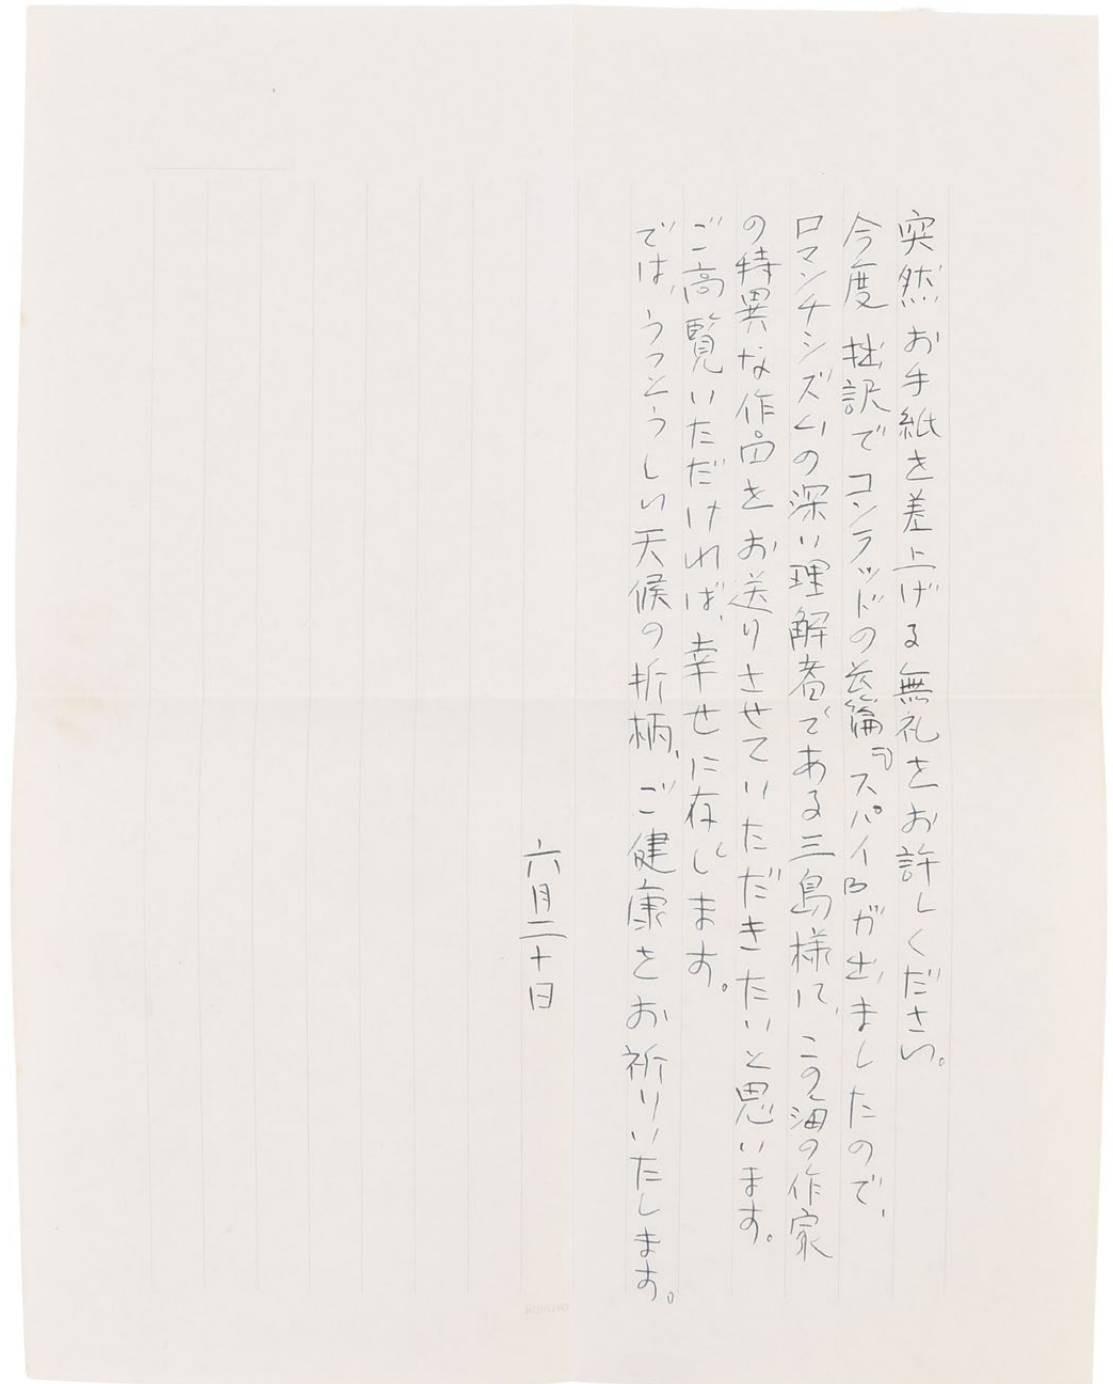 突然お手紙を差上げる無礼をお許しください。
今度 拙訳でコンラッドの長篇『スパイ』が出ましたので、
ロマンチシズムの深い理解者である三島様に、この海の作家
の特異な作品をお送りさせていただきたいと思います。
ご高覧いただければ、幸せに存じます。
では、うっとうしい天候の折柄、ご健康をお祈りいたします。
六月二十日